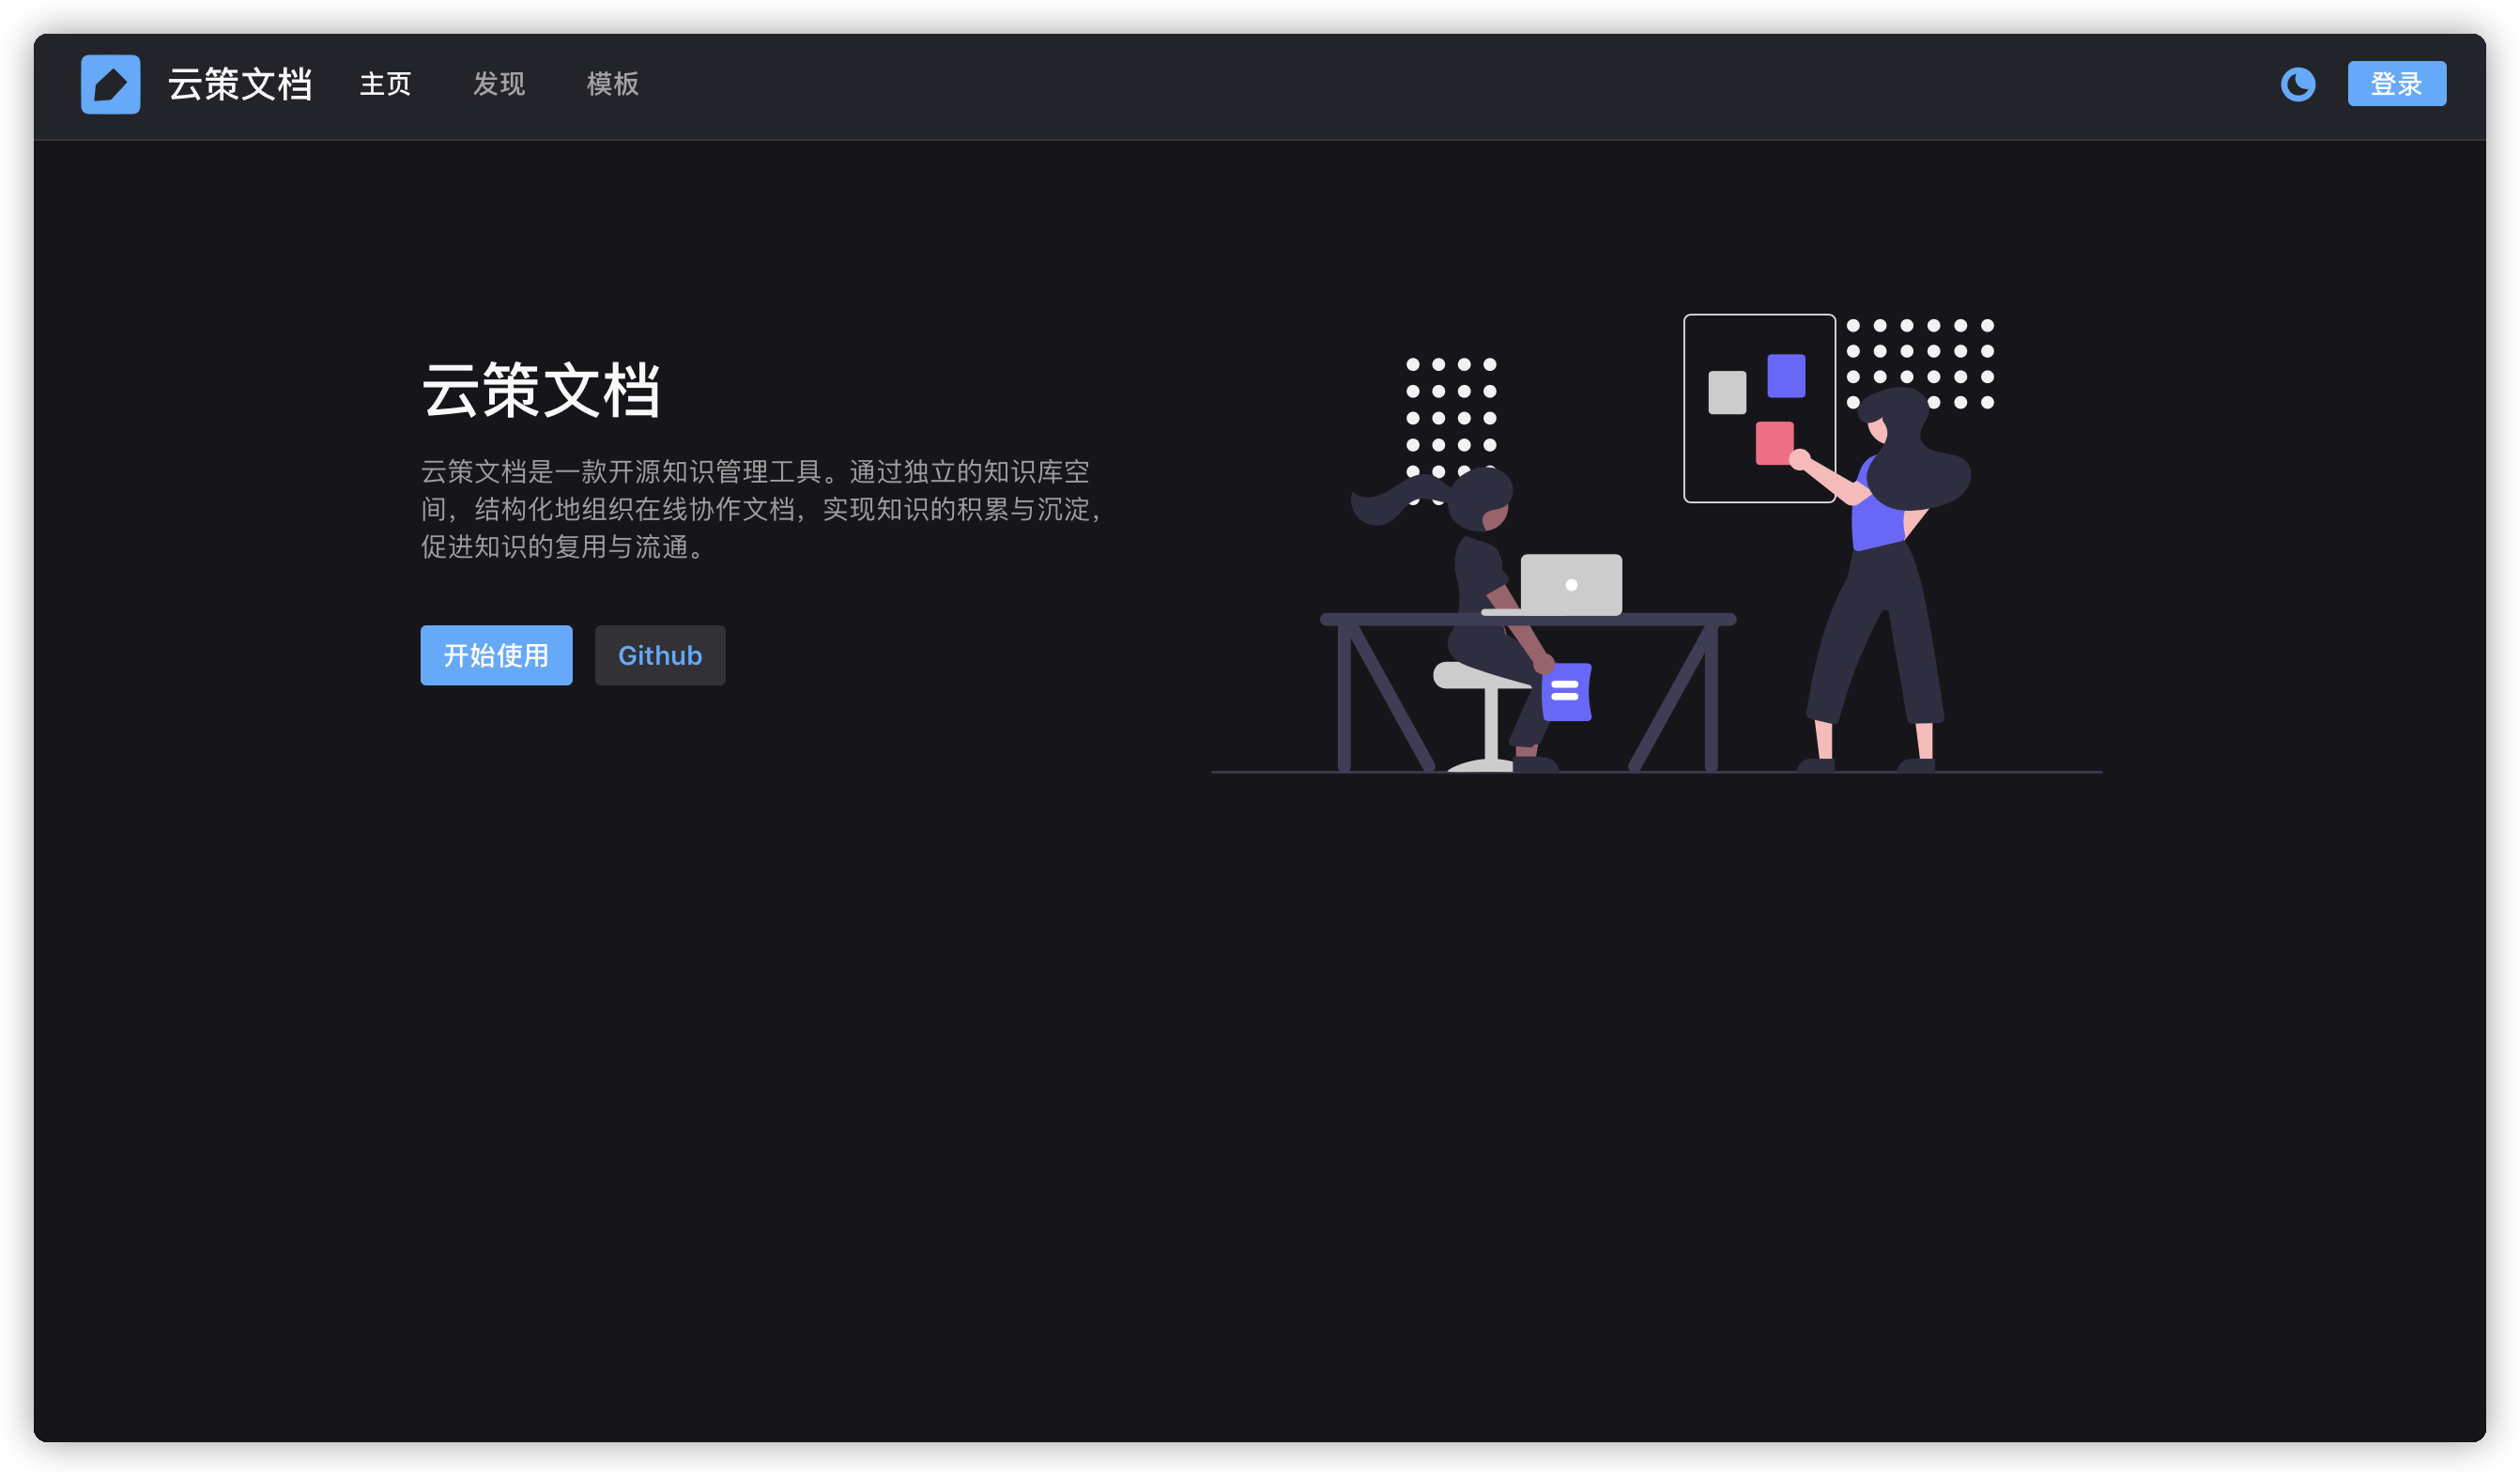 云策文档 主页 发现 模板 登录
云策文档
云策文档是一款开源知识管理工具。通过独立的知识库空
间，结构化地组织在线协作文档，实现知识的积累与沉淀，
促进知识的复用与流通。
开始使用 Github